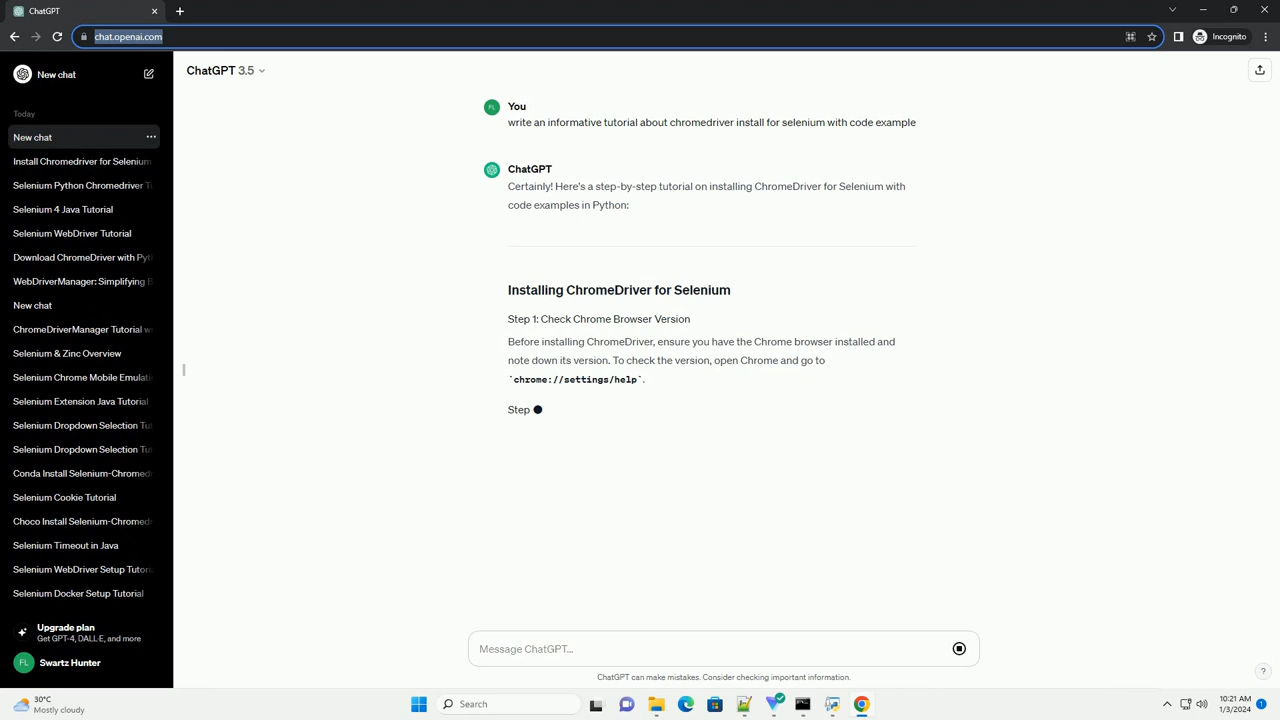 ChatGPT
chat.openai.com
Incognito
New chat
Today
New chat
Install Chromedriver for Selenium
Selenium Python Chromedriver Tu
Selenium 4 Java Tutorial
Selenium WebDriver Tutorial
Download ChromeDriver with Pyt
WebDriverManager: Simplifying B
New chat
ChromeDriverManager Tutorial w
Selenium & Zinc Overview
Selenium Chrome Mobile Emulati
Selenium Extension Java Tutorial
Selenium Dropdown Selection Tut
Selenium Dropdown Selection Tut
Conda Install Selenium-Chromed
Selenium Cookie Tutorial
Choco Install Selenium-Chromed
Selenium Timeout in Java
Selenium WebDriver Setup Tutoria
Selenium Docker Setup Tutorial
Upgrade plan
Get GPT-4, DALL·E, and more
FL Swartz Hunter
ChatGPT 3.5
FL You
write an informative tutorial about chromedriver install for selenium with code example
ChatGPT
Certainly! Here's a step-by-step tutorial on installing ChromeDriver for Selenium with
code examples in Python:
Installing ChromeDriver for Selenium
Step 1: Check Chrome Browser Version
Before installing ChromeDriver, ensure you have the Chrome browser installed and
note down its version. To check the version, open Chrome and go to
`chrome://settings/help`.
Step
Message ChatGPT...
ChatGPT can make mistakes. Consider checking important information.
?
30°C
Mostly cloudy
Search
10:21 AM
1/3/2024
1